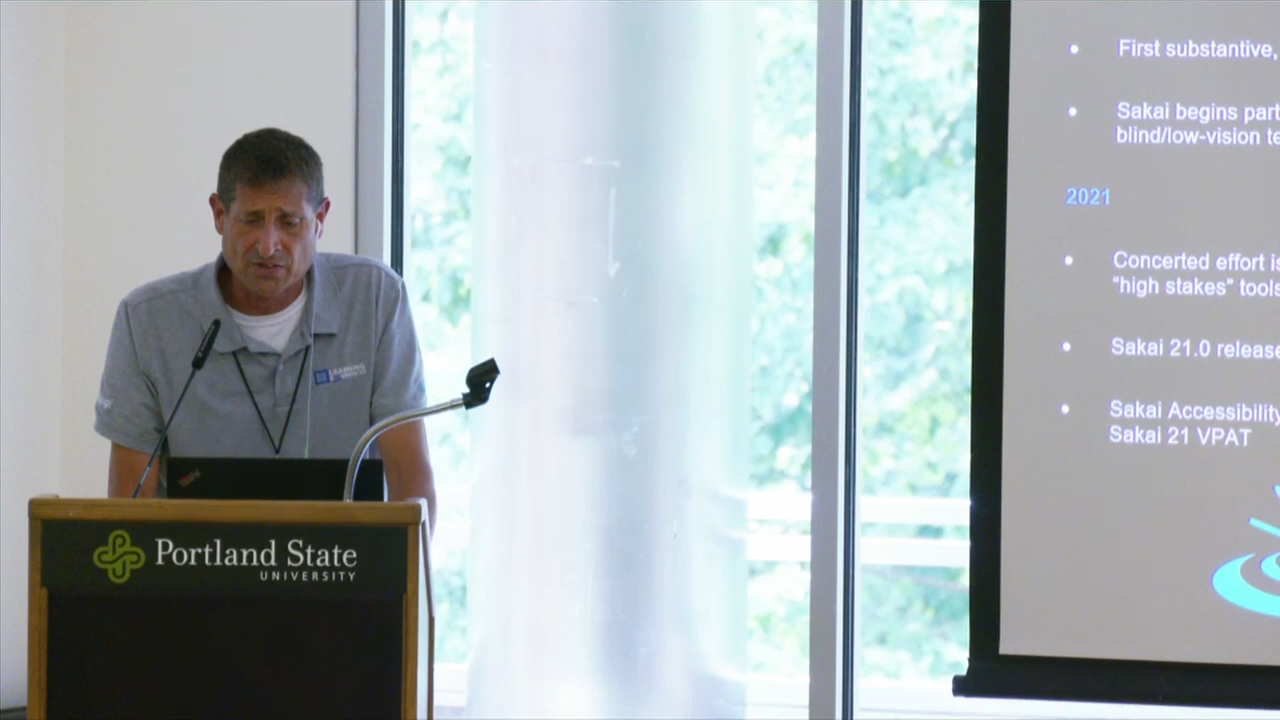 First substantive,
Sakai begins part
blind/low-vision te
2021
Concerted effort is
“high stakes” tools
Sakai 21.0 release
Sakai Accessibility
Sakai 21 VPAT
LEARNING
Portland State
UNIVERSITY